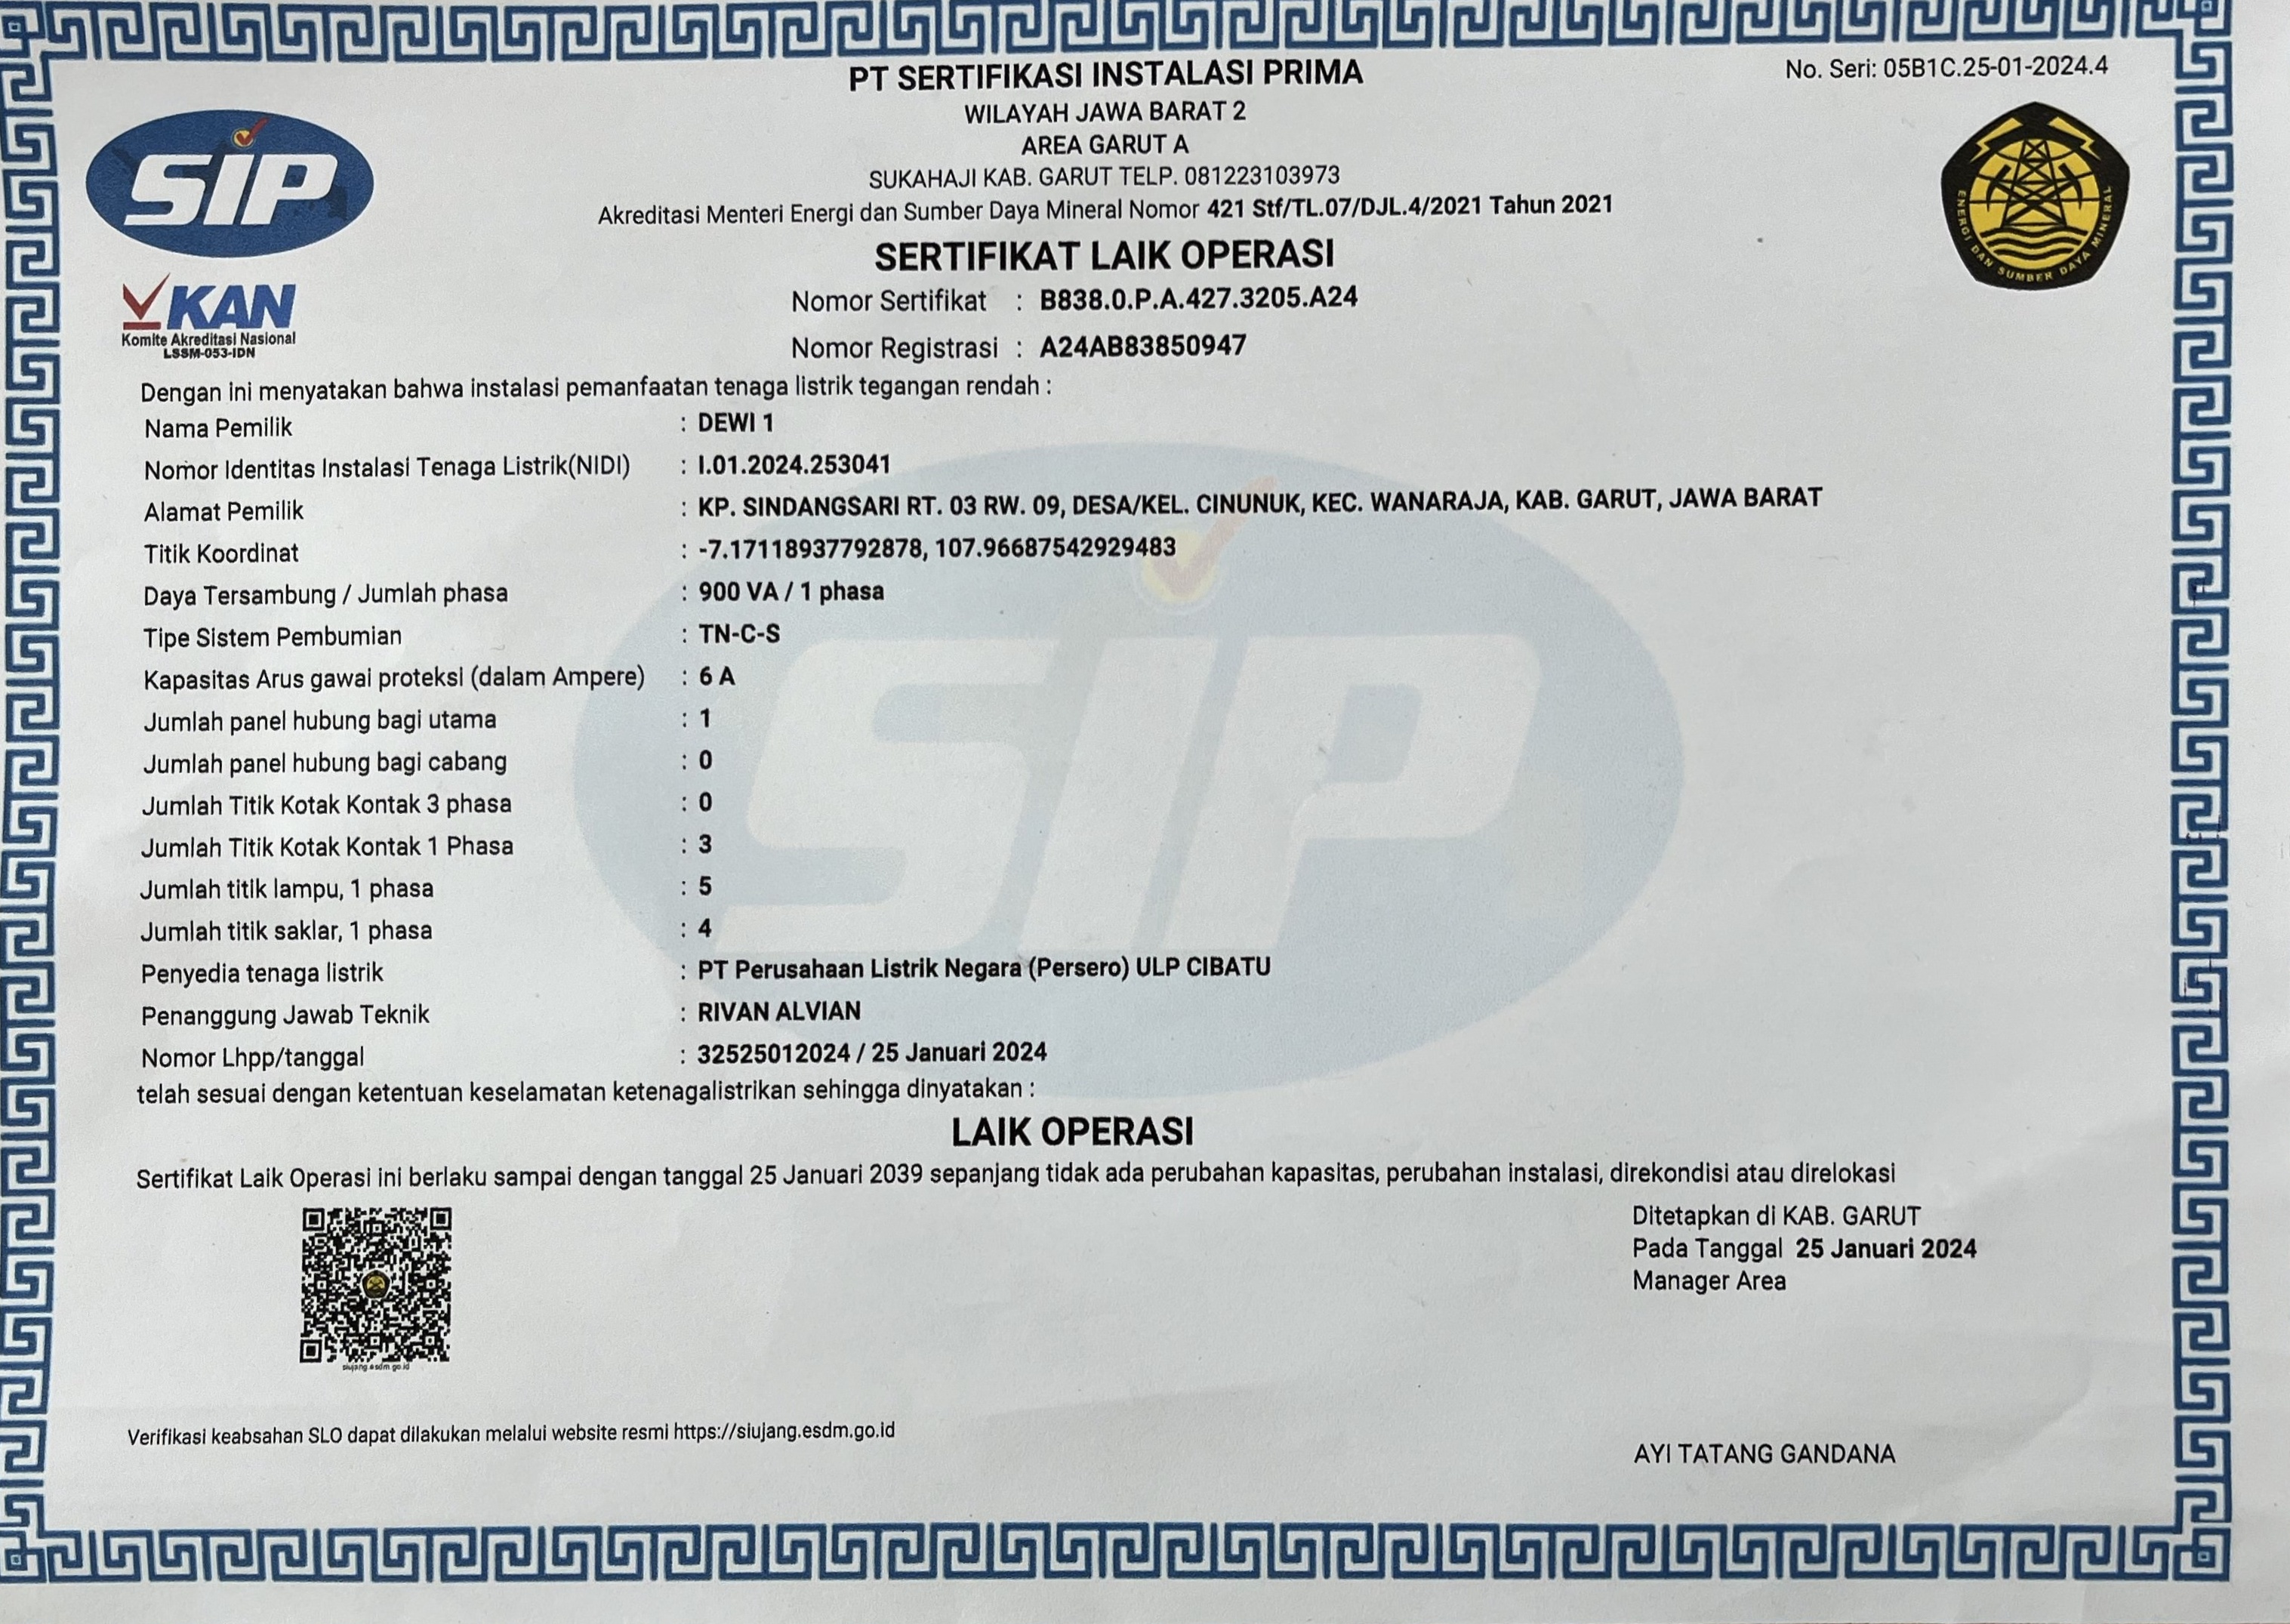 PT SERTIFIKASI INSTALASI PRIMA
No. Seri: 05B1C.25-01-2024.4
WILAYAH JAWA BARAT 2
AREA GARUT A
SUKAHAJI KAB. GARUT TELP. 081223103973
Akreditasi Menteri Energi dan Sumber Daya Mineral Nomor 421 Stf/TL.07/DJL.4/2021 Tahun 2021
SIP
ENERGI DAN SUMBER DAYA MINERAL
SERTIFIKAT LAIK OPERASI
KAN
Komite Akreditasi Nasional
LSSM-053-IDN
Nomor Sertifikat : B838.0.P.A.427.3205.A24
Nomor Registrasi : A24AB83850947
Dengan ini menyatakan bahwa instalasi pemanfaatan tenaga listrik tegangan rendah :
Nama Pemilik : DEWI 1
Nomor Identitas Instalasi Tenaga Listrik(NIDI) : I.01.2024.253041
Alamat Pemilik : KP. SINDANGSARI RT. 03 RW. 09, DESA/KEL. CINUNUK, KEC. WANARAJA, KAB. GARUT, JAWA BARAT
Titik Koordinat : -7.17118937792878, 107.96687542929483
Daya Tersambung / Jumlah phasa : 900 VA / 1 phasa
Tipe Sistem Pembumian : TN-C-S
Kapasitas Arus gawai proteksi (dalam Ampere) : 6 A
Jumlah panel hubung bagi utama : 1
Jumlah panel hubung bagi cabang : 0
Jumlah Titik Kotak Kontak 3 phasa : 0
Jumlah Titik Kotak Kontak 1 Phasa : 3
Jumlah titik lampu, 1 phasa : 5
Jumlah titik saklar, 1 phasa : 4
Penyedia tenaga listrik : PT Perusahaan Listrik Negara (Persero) ULP CIBATU
Penanggung Jawab Teknik : RIVAN ALVIAN
Nomor Lhpp/tanggal : 32525012024 / 25 Januari 2024
SIP
telah sesuai dengan ketentuan keselamatan ketenagalistrikan sehingga dinyatakan :
LAIK OPERASI
Sertifikat Laik Operasi ini berlaku sampai dengan tanggal 25 Januari 2039 sepanjang tidak ada perubahan kapasitas, perubahan instalasi, direkondisi atau direlokasi
Ditetapkan di KAB. GARUT
Pada Tanggal 25 Januari 2024
Manager Area
siujang.esdm.go.id
Verifikasi keabsahan SLO dapat dilakukan melalui website resmi https://siujang.esdm.go.id
AYI TATANG GANDANA